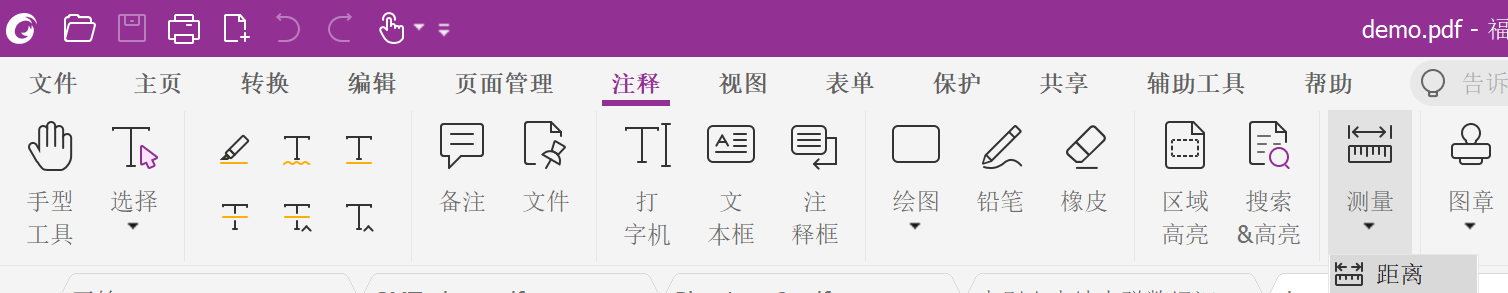 demo.pdf - 福
文件 主页 转换 编辑 页面管理 注释 视图 表单 保护 共享 辅助工具 帮助 告诉
手型 选择 备注 文件 打 文 注 绘图 铅笔 橡皮 区域 搜索 测量 图章
工具 字机 本框 释框 高亮 &高亮
距离